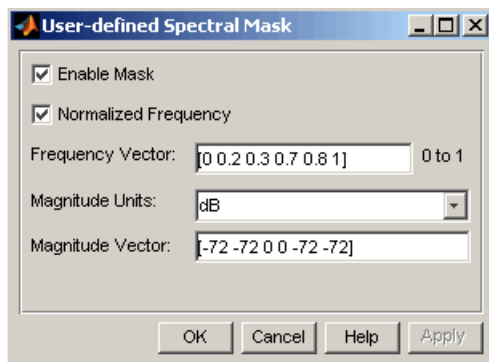 User-defined Spectral Mask
Enable Mask
Normalized Frequency
Frequency Vector: [0 0.2 0.3 0.7 0.8 1] 0 to 1
Magnitude Units: dB
Magnitude Vector: [-72 -72 0 0 -72 -72]
OK Cancel Help Apply